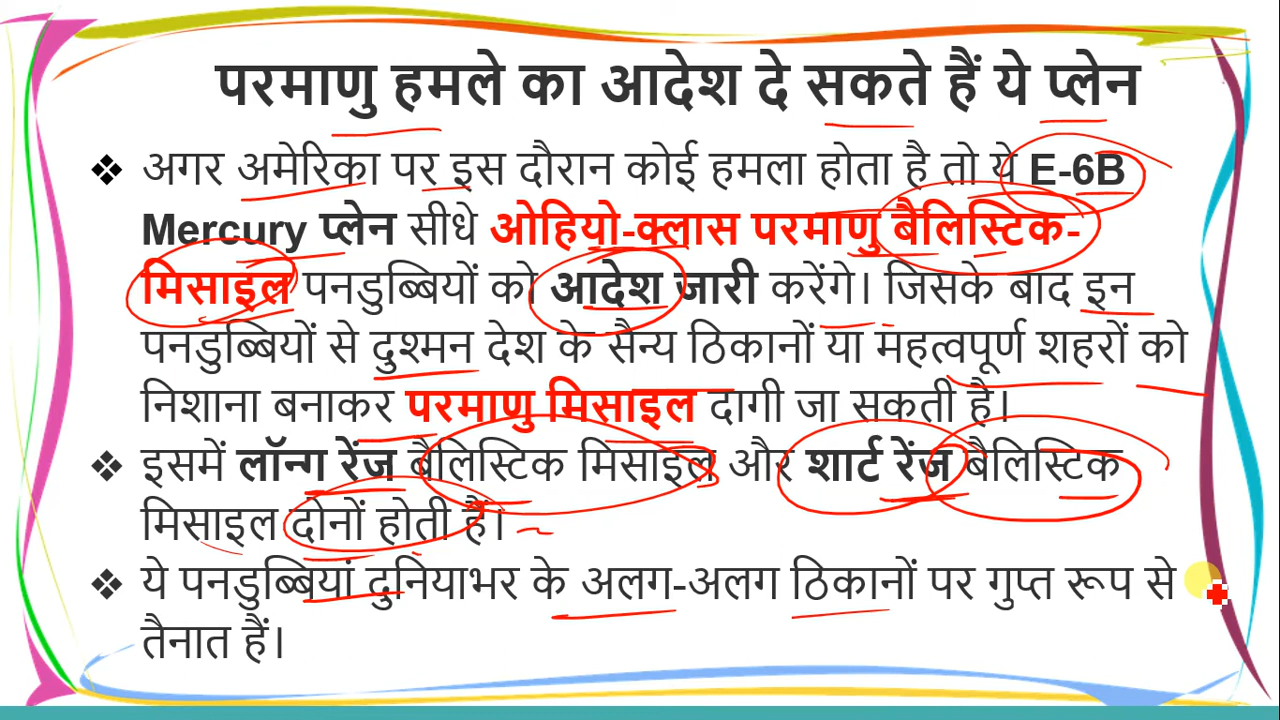 परमाणु हमले का आदेश दे सकते हैं ये प्लेन
❖ अगर अमेरिका पर इस दौरान कोई हमला होता है तो ये E-6B
Mercury प्लेन सीधे ओहियो-क्लास परमाणु बैलिस्टिक-
मिसाइल पनडुब्बियों को आदेश जारी करेंगे। जिसके बाद इन
पनडुब्बियों से दुश्मन देश के सैन्य ठिकानों या महत्वपूर्ण शहरों को
निशाना बनाकर परमाणु मिसाइल दागी जा सकती है।
❖ इसमें लॉन्ग रेंज बैलिस्टिक मिसाइल और शार्ट रेंज बैलिस्टिक
मिसाइल दोनों होती हैं।
❖ ये पनडुब्बियां दुनियाभर के अलग-अलग ठिकानों पर गुप्त रूप से
तैनात हैं।